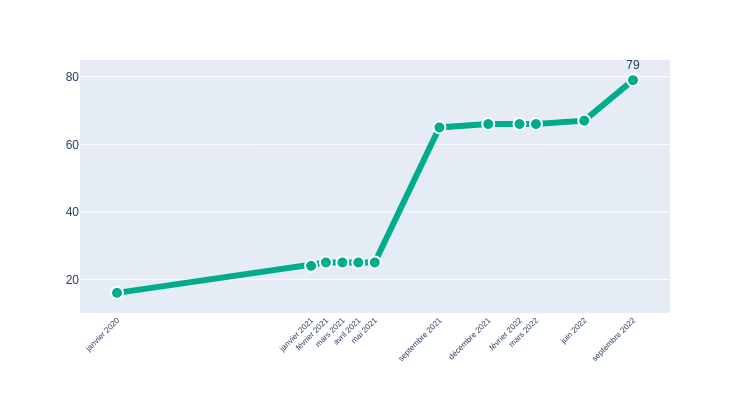 79
80
60
40
20
janvier 2020
janvier 2021
février 2021
mars 2021
avril 2021
mai 2021
septembre 2021
décembre 2021
février 2022
mars 2022
juin 2022
septembre 2022